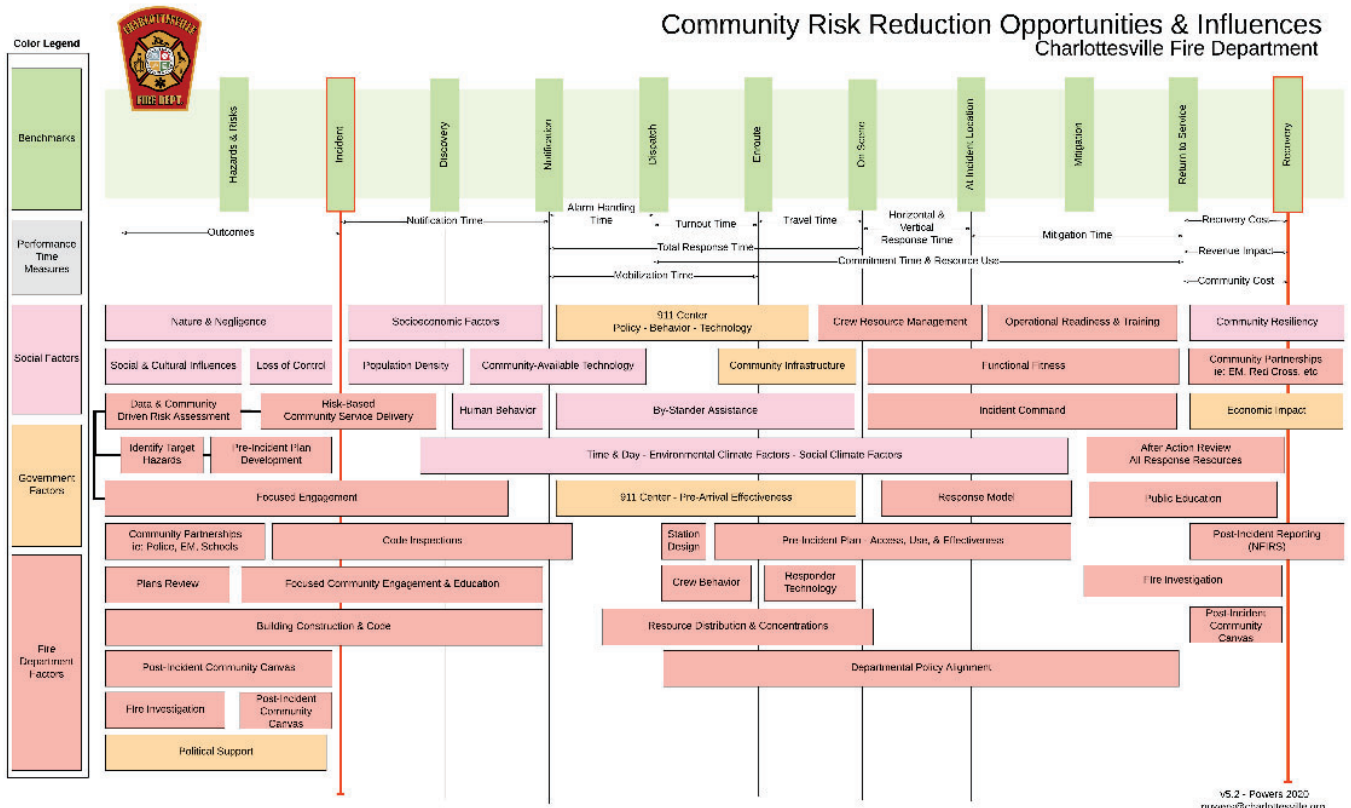 Community Risk Reduction Opportunities & Influences
Charlottesville Fire Department
CHARLOTTESVILLE
FIRE DEPT
Color Legend
Benchmarks
Performance
Time
Measures
Social Factors
Government
Factors
Fire
Department
Factors
Hazards & Risks
Incident
Discovery
Notification
Dispatch
Enroute
On Scene
At Incident Location
Mitigation
Return to Service
Recovery
Outcomes
Notification Time
Alarm Handing
Time
Turnout Time
Travel Time
Horizontal &
Vertical
Response Time
Mitigation Time
Recovery Cost
Total Response Time
Commitment Time & Resource Use
Revenue Impact
Mobilization Time
Community Cost
Nature & Negligence
Socioeconomic Factors
911 Center
Policy - Behavior - Technology
Crew Resource Management
Operational Readiness & Training
Community Resiliency
Social & Cultural Influences
Loss of Control
Population Density
Community-Available Technology
Community Infrastructure
Functional Fitness
Community Partnerships
ie: EM, Red Cross, etc
Data & Community
Driven Risk Assessment
Risk-Based
Community Service Delivery
Human Behavior
By-Stander Assistance
Incident Command
Economic Impact
Identify Target
Hazards
Pre-Incident Plan
Development
Time & Day - Environmental Climate Factors - Social Climate Factors
After Action Review
All Response Resources
Focused Engagement
911 Center - Pre-Arrival Effectiveness
Response Model
Public Education
Community Partnerships
ie: Police, EM, Schools
Code Inspections
Station
Design
Pre-Incident Plan - Access, Use, & Effectiveness
Post-Incident Reporting
(NFIRS)
Plans Review
Focused Community Engagement & Education
Crew Behavior
Responder
Technology
Fire Investigation
Building Construction & Code
Resource Distribution & Concentrations
Post-Incident
Community
Canvas
Post-Incident Community Canvas
Departmental Policy Alignment
Fire Investigation
Post-Incident
Community
Canvas
Political Support
v5.2 - Powers 2020